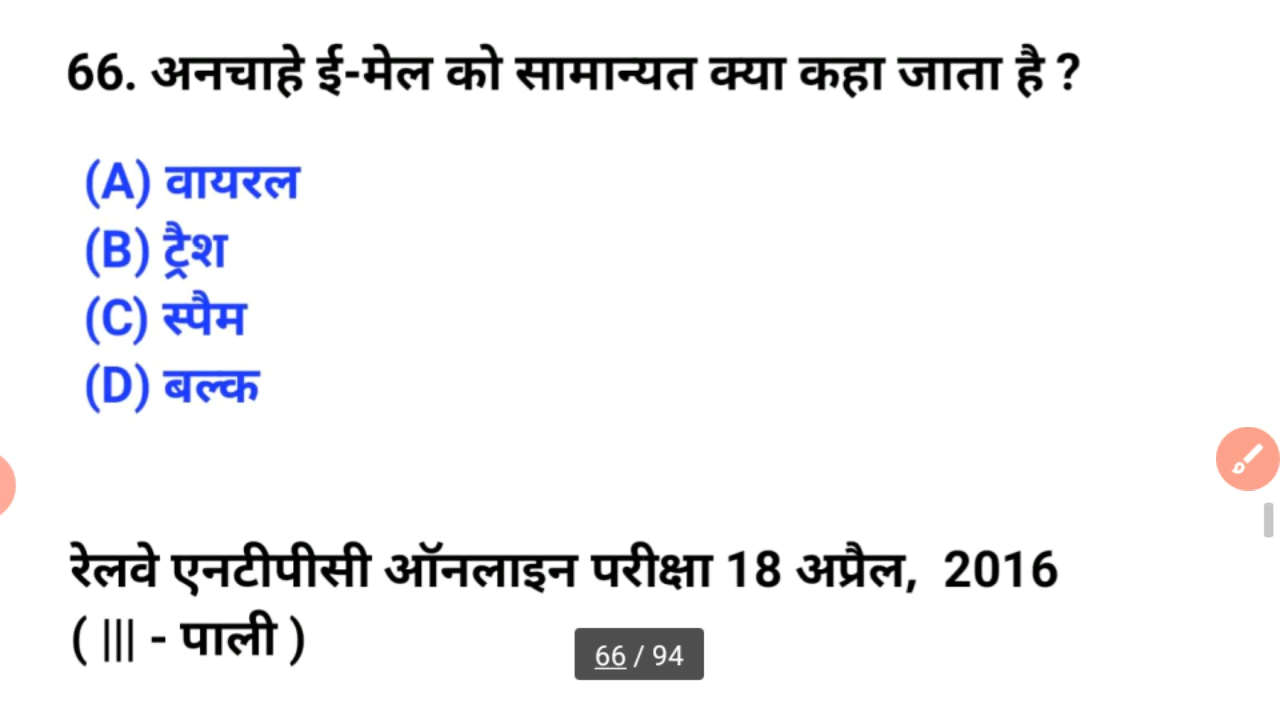 66. अनचाहे ई-मेल को सामान्यत क्या कहा जाता है ?
(A) वायरल
(B) ट्रैश
(C) स्पैम
(D) बल्क
रेलवे एनटीपीसी ऑनलाइन परीक्षा 18 अप्रैल, 2016
( ||| - पाली )
66 / 94